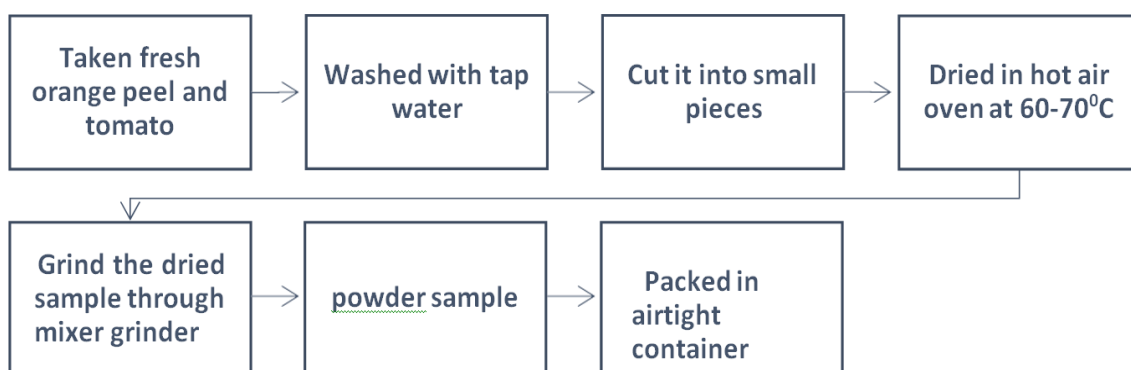 Taken fresh
orange peel and
tomato
Washed with tap
water
Cut it into small
pieces
Dried in hot air
oven at 60-70⁰C
Grind the dried
sample through
mixer grinder
powder sample
Packed in
airtight
container